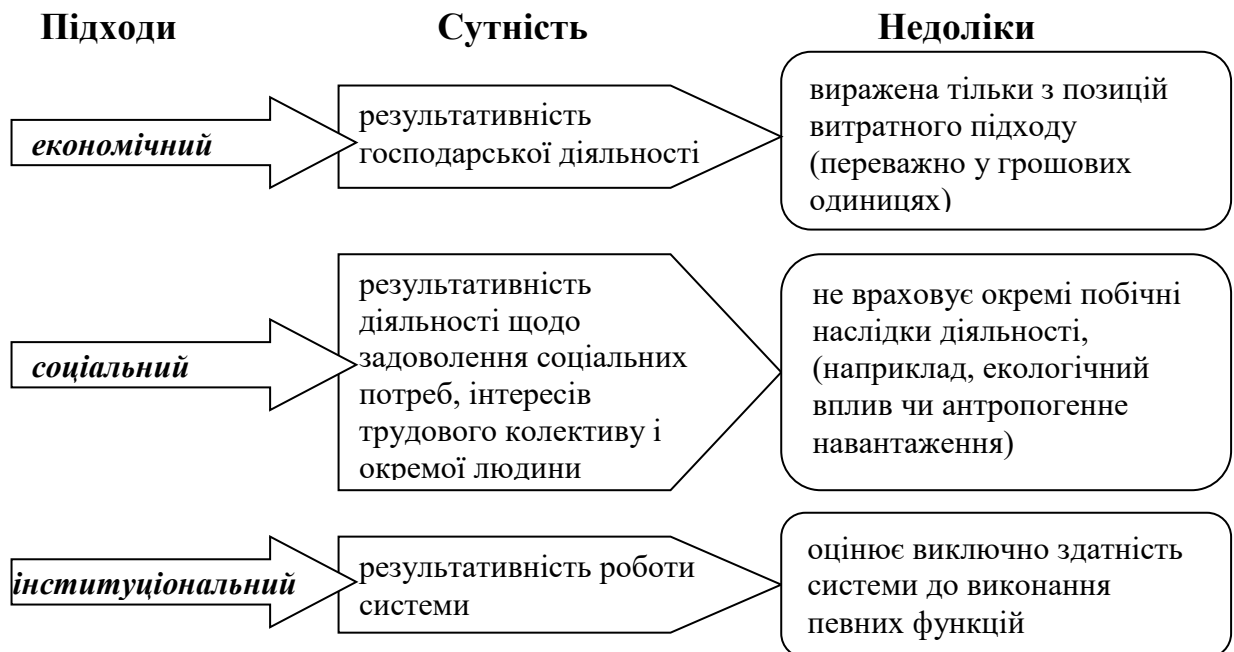 Підходи Сутність Недоліки
економічний
результативність
господарської діяльності
виражена тільки з позицій
витратного підходу
(переважно у грошових
одиницях)
соціальний
результативність
діяльності щодо
задоволення соціальних
потреб, інтересів
трудового колективу і
окремої людини
не враховує окремі побічні
наслідки діяльності,
(наприклад, екологічний
вплив чи антропогенне
навантаження)
інституціональний
результативність роботи
системи
оцінює виключно здатність
системи до виконання
певних функцій